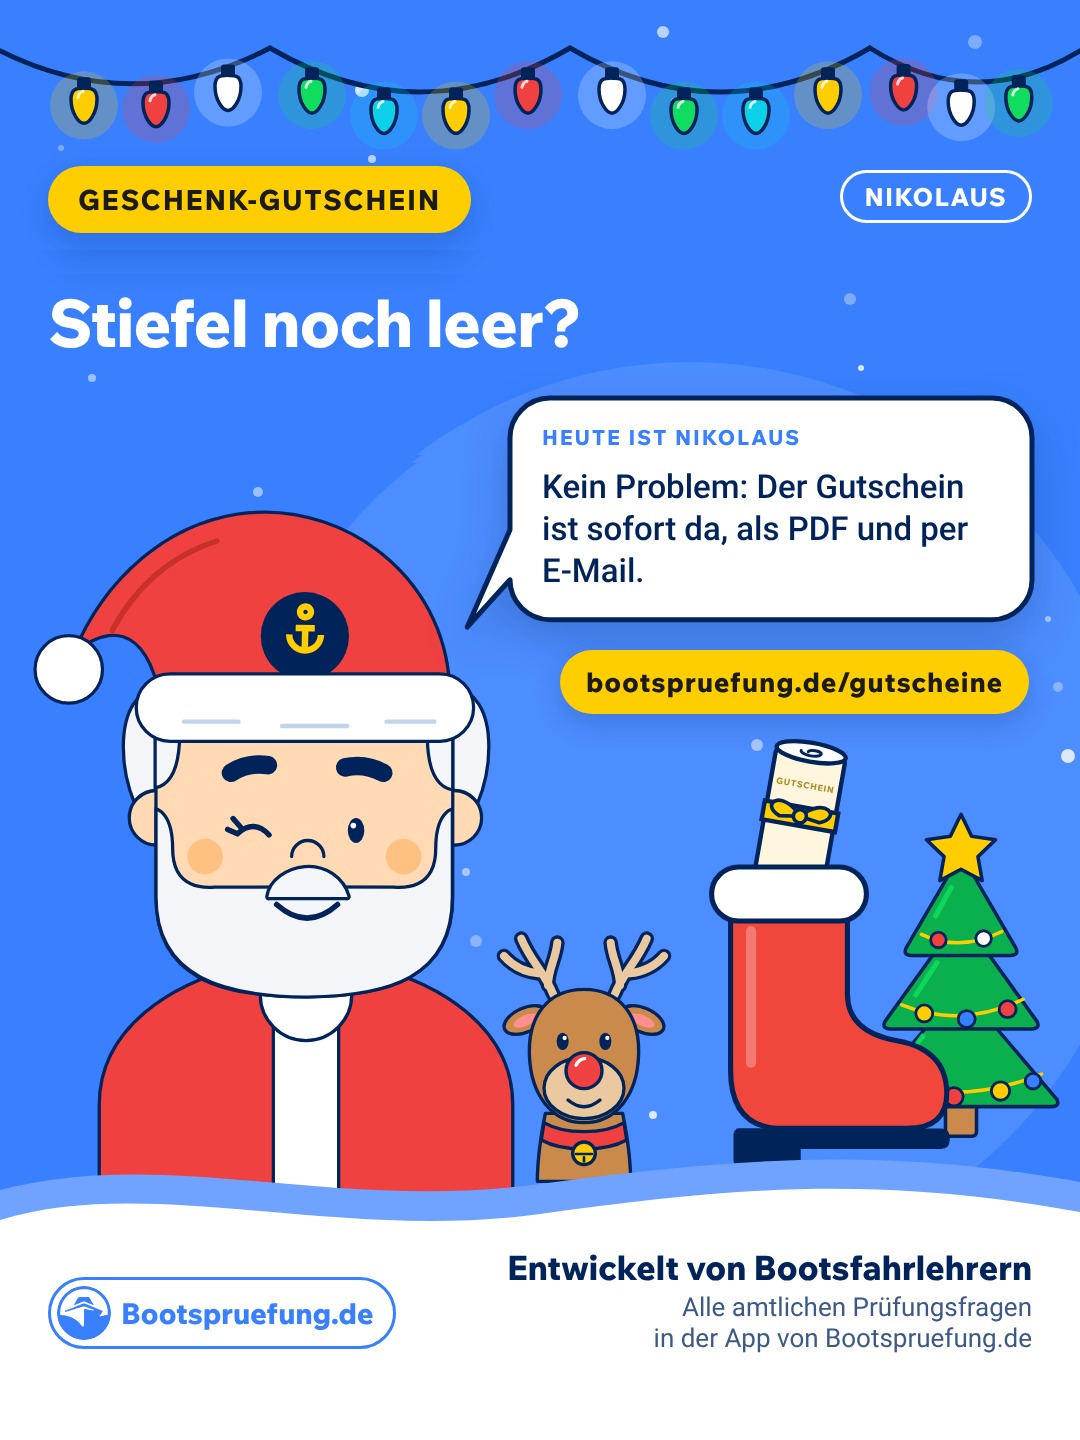 GESCHENK-GUTSCHEIN
NIKOLAUS
Stiefel noch leer?
HEUTE IST NIKOLAUS
Kein Problem: Der Gutschein
ist sofort da, als PDF und per
E-Mail.
bootspruefung.de/gutscheine
GUTSCHEIN
Bootspruefung.de
Entwickelt von Bootsfahrlehrern
Alle amtlichen Prüfungsfragen
in der App von Bootspruefung.de